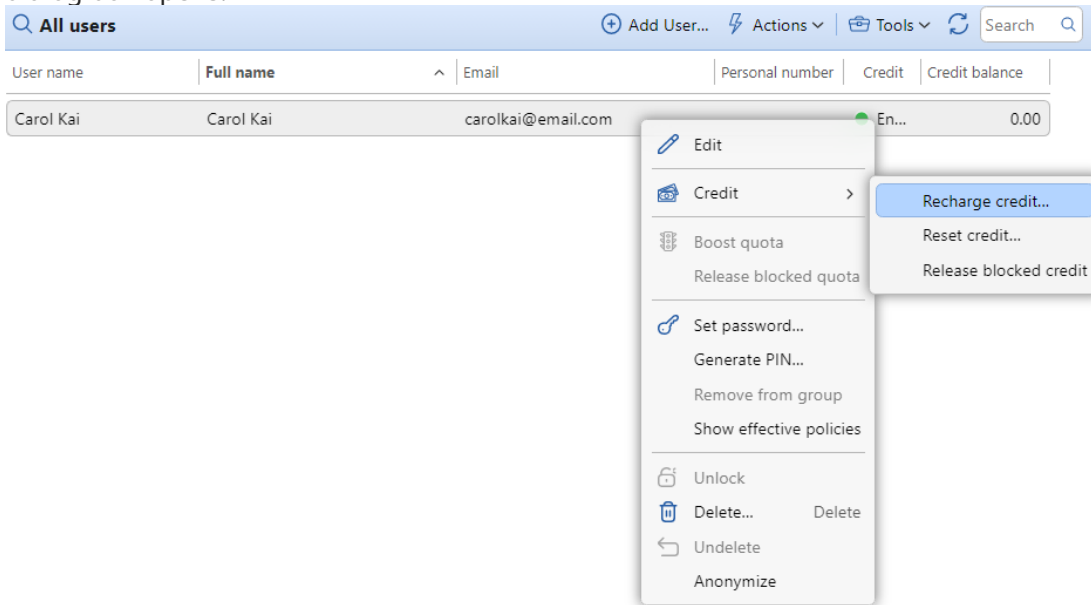 All users
Add User... Actions Tools Search
User name Full name Email Personal number Credit Credit balance
Carol Kai Carol Kai carolkai@email.com En... 0.00
Edit
Credit
Recharge credit...
Reset credit...
Release blocked credit
Boost quota
Release blocked quota
Set password...
Generate PIN...
Remove from group
Show effective policies
Unlock
Delete... Delete
Undelete
Anonymize